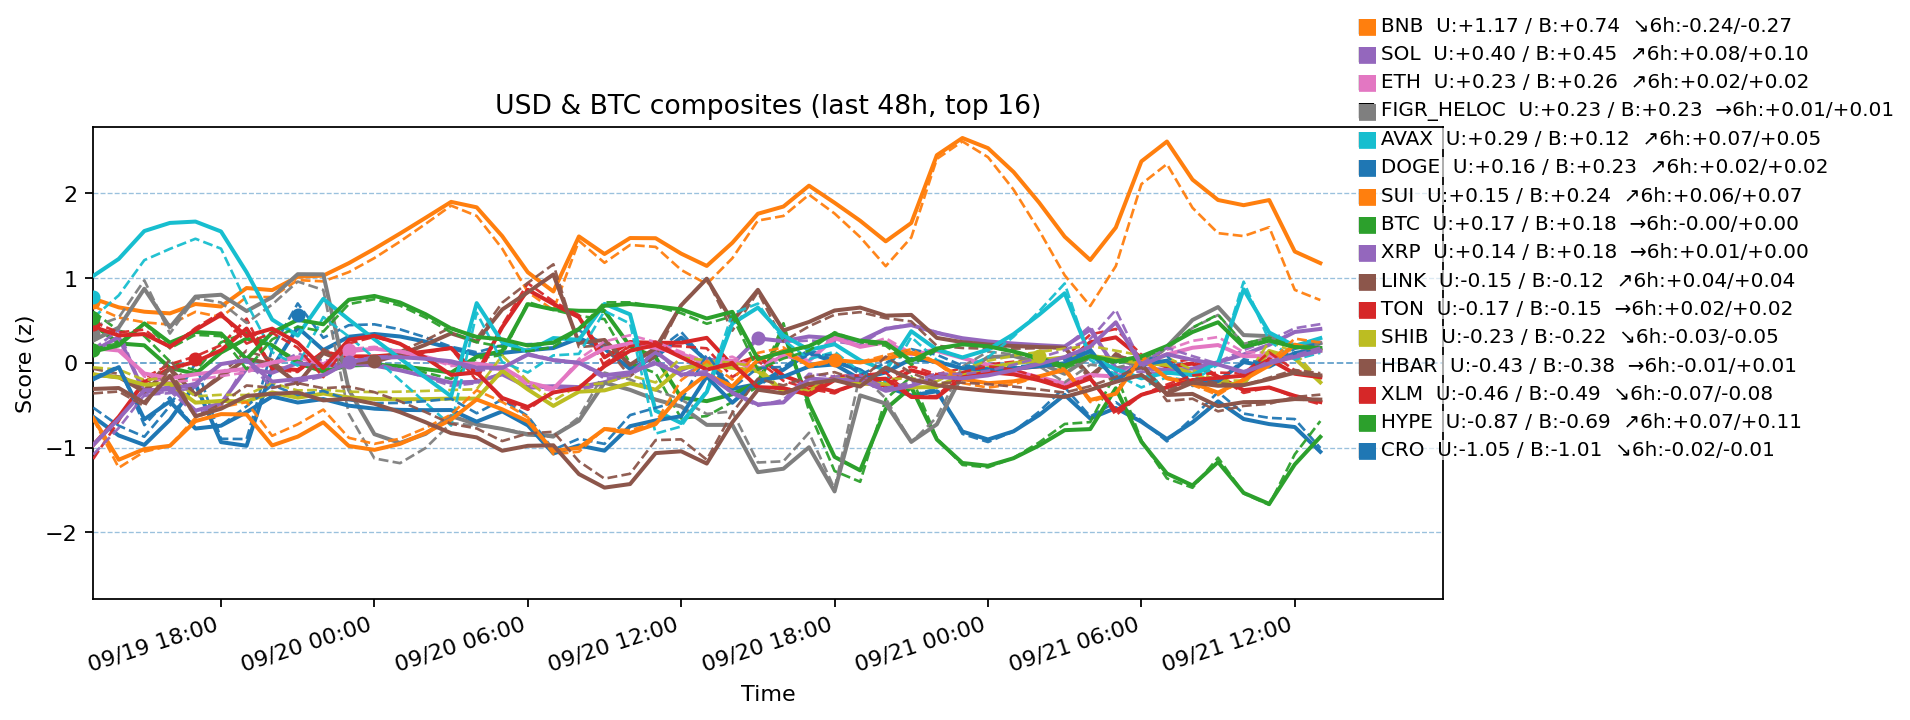 BNB  U:+1.17 / B:+0.74  ↘6h:-0.24/-0.27
SOL  U:+0.40 / B:+0.45  ↗6h:+0.08/+0.10
ETH  U:+0.23 / B:+0.26  ↗6h:+0.02/+0.02
FIGR_HELOC  U:+0.23 / B:+0.23  →6h:+0.01/+0.01
AVAX  U:+0.29 / B:+0.12  ↗6h:+0.07/+0.05
DOGE  U:+0.16 / B:+0.23  ↗6h:+0.02/+0.02
SUI  U:+0.15 / B:+0.24  ↗6h:+0.06/+0.07
BTC  U:+0.17 / B:+0.18  →6h:-0.00/+0.00
XRP  U:+0.14 / B:+0.18  →6h:+0.01/+0.00
LINK  U:-0.15 / B:-0.12  ↗6h:+0.04/+0.04
TON  U:-0.17 / B:-0.15  →6h:+0.02/+0.02
SHIB  U:-0.23 / B:-0.22  ↘6h:-0.03/-0.05
HBAR  U:-0.43 / B:-0.38  →6h:-0.01/+0.01
XLM  U:-0.46 / B:-0.49  ↘6h:-0.07/-0.08
HYPE  U:-0.87 / B:-0.69  ↗6h:+0.07/+0.11
CRO  U:-1.05 / B:-1.01  ↘6h:-0.02/-0.01
USD & BTC composites (last 48h, top 16)
Score (z)
2
1
0
−1
−2
09/19 18:00
09/20 00:00
09/20 06:00
09/20 12:00
09/20 18:00
09/21 00:00
09/21 06:00
09/21 12:00
Time